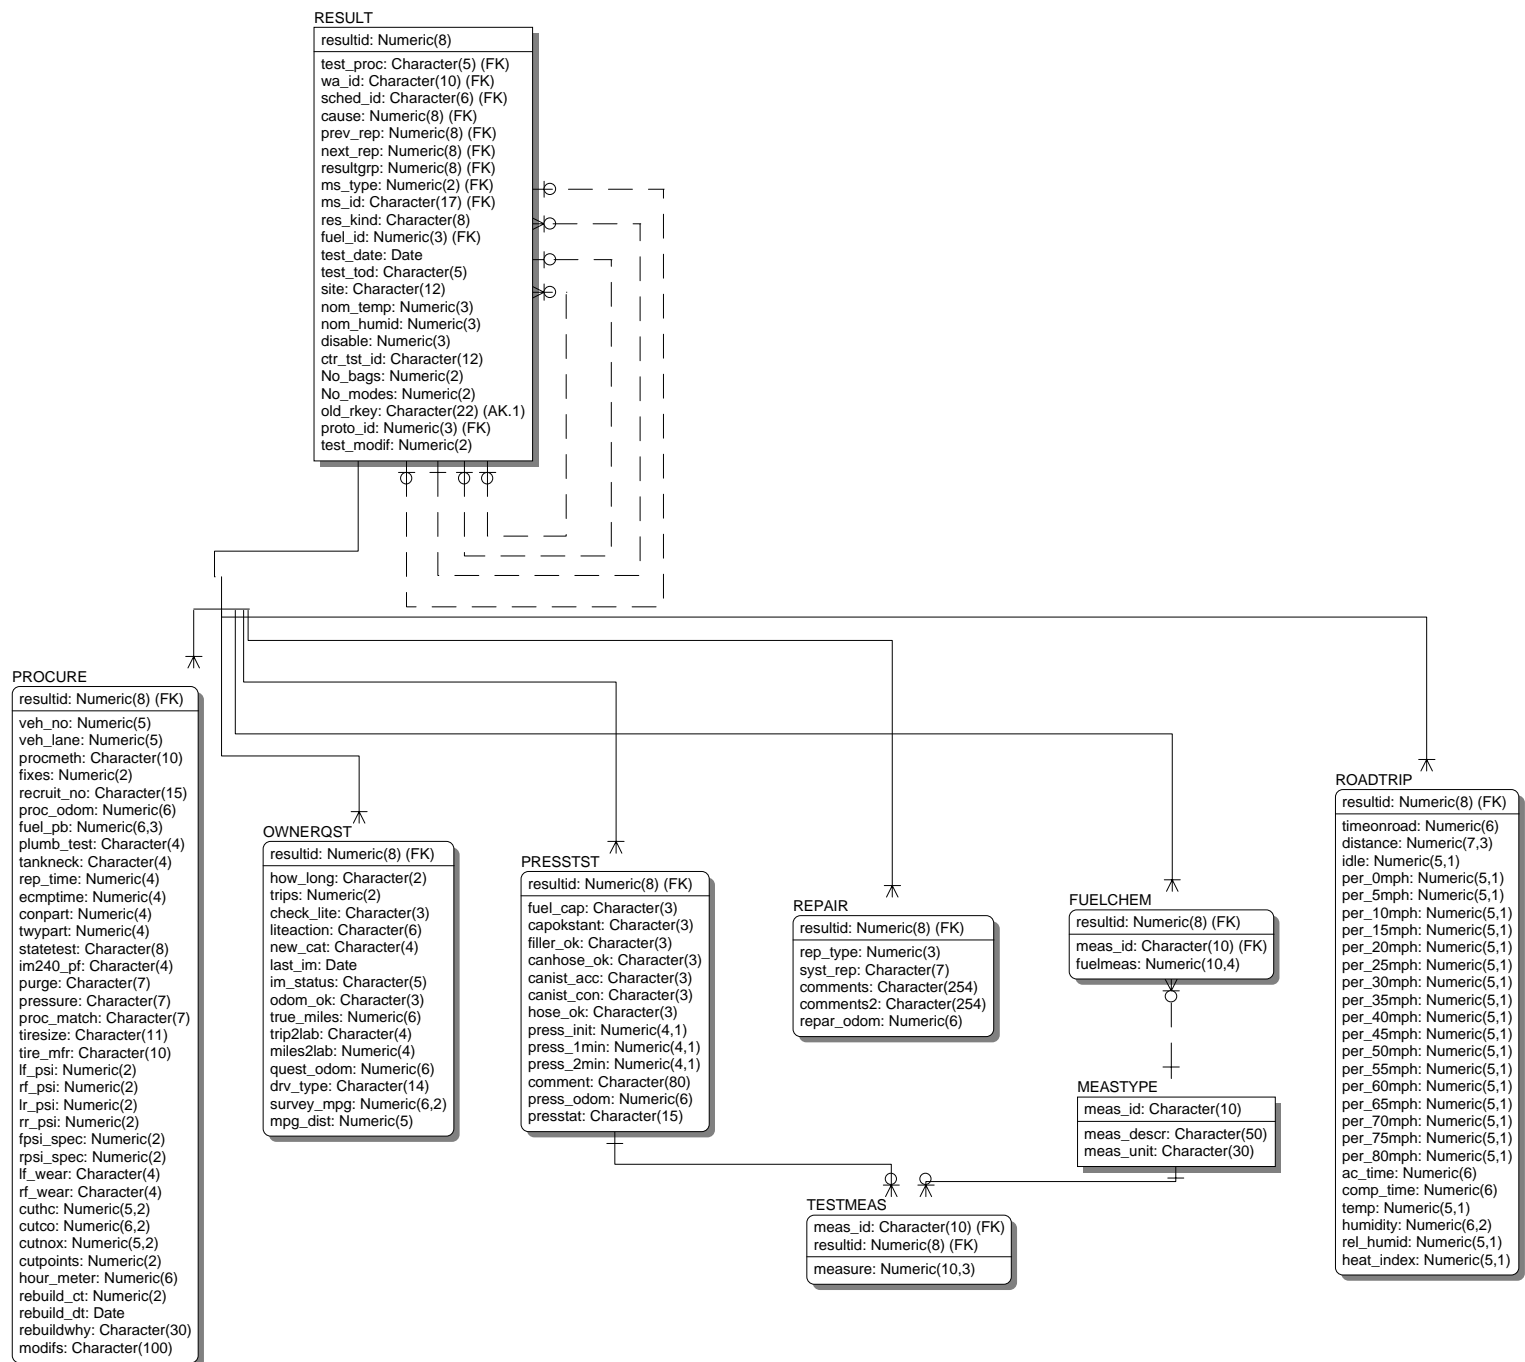 RESULT
resultid: Numeric(8)
test_proc: Character(5) (FK)
wa_id: Character(10) (FK)
sched_id: Character(6) (FK)
cause: Numeric(8) (FK)
prev_rep: Numeric(8) (FK)
next_rep: Numeric(8) (FK)
resultgrp: Numeric(8) (FK)
ms_type: Numeric(2) (FK)
ms_id: Character(17) (FK)
res_kind: Character(8)
fuel_id: Numeric(3) (FK)
test_date: Date
test_tod: Character(5)
site: Character(12)
nom_temp: Numeric(3)
nom_humid: Numeric(3)
disable: Numeric(3)
ctr_tst_id: Character(12)
No_bags: Numeric(2)
No_modes: Numeric(2)
old_rkey: Character(22) (AK.1)
proto_id: Numeric(3) (FK)
test_modif: Numeric(2)
PROCURE
resultid: Numeric(8) (FK)
veh_no: Numeric(5)
veh_lane: Numeric(5)
procmeth: Character(10)
fixes: Numeric(2)
recruit_no: Character(15)
proc_odom: Numeric(6)
fuel_pb: Numeric(6,3)
plumb_test: Character(4)
tankneck: Character(4)
rep_time: Numeric(4)
ecmptime: Numeric(4)
conpart: Numeric(4)
twypart: Numeric(4)
statetest: Character(8)
im240_pf: Character(4)
purge: Character(7)
pressure: Character(7)
proc_match: Character(7)
tiresize: Character(11)
tire_mfr: Character(10)
lf_psi: Numeric(2)
rf_psi: Numeric(2)
lr_psi: Numeric(2)
rr_psi: Numeric(2)
fpsi_spec: Numeric(2)
rpsi_spec: Numeric(2)
lf_wear: Character(4)
rf_wear: Character(4)
cuthc: Numeric(5,2)
cutco: Numeric(6,2)
cutnox: Numeric(5,2)
cutpoints: Numeric(2)
hour_meter: Numeric(6)
rebuild_ct: Numeric(2)
rebuild_dt: Date
rebuildwhy: Character(30)
modifs: Character(100)
OWNERQST
resultid: Numeric(8) (FK)
how_long: Character(2)
trips: Numeric(2)
check_lite: Character(3)
liteaction: Character(6)
new_cat: Character(4)
last_im: Date
im_status: Character(5)
odom_ok: Character(3)
true_miles: Numeric(6)
trip2lab: Character(4)
miles2lab: Numeric(4)
quest_odom: Numeric(6)
drv_type: Character(14)
survey_mpg: Numeric(6,2)
mpg_dist: Numeric(5)
PRESSTST
resultid: Numeric(8) (FK)
fuel_cap: Character(3)
capokstant: Character(3)
filler_ok: Character(3)
canhose_ok: Character(3)
canist_acc: Character(3)
canist_con: Character(3)
hose_ok: Character(3)
press_init: Numeric(4,1)
press_1min: Numeric(4,1)
press_2min: Numeric(4,1)
comment: Character(80)
press_odom: Numeric(6)
presstat: Character(15)
REPAIR
resultid: Numeric(8) (FK)
rep_type: Numeric(3)
syst_rep: Character(7)
comments: Character(254)
comments2: Character(254)
repar_odom: Numeric(6)
FUELCHEM
resultid: Numeric(8) (FK)
meas_id: Character(10) (FK)
fuelmeas: Numeric(10,4)
MEASTYPE
meas_id: Character(10)
meas_descr: Character(50)
meas_unit: Character(30)
TESTMEAS
meas_id: Character(10) (FK)
resultid: Numeric(8) (FK)
measure: Numeric(10,3)
ROADTRIP
resultid: Numeric(8) (FK)
timeonroad: Numeric(6)
distance: Numeric(7,3)
idle: Numeric(5,1)
per_0mph: Numeric(5,1)
per_5mph: Numeric(5,1)
per_10mph: Numeric(5,1)
per_15mph: Numeric(5,1)
per_20mph: Numeric(5,1)
per_25mph: Numeric(5,1)
per_30mph: Numeric(5,1)
per_35mph: Numeric(5,1)
per_40mph: Numeric(5,1)
per_45mph: Numeric(5,1)
per_50mph: Numeric(5,1)
per_55mph: Numeric(5,1)
per_60mph: Numeric(5,1)
per_65mph: Numeric(5,1)
per_70mph: Numeric(5,1)
per_75mph: Numeric(5,1)
per_80mph: Numeric(5,1)
ac_time: Numeric(6)
comp_time: Numeric(6)
temp: Numeric(5,1)
humidity: Numeric(6,2)
rel_humid: Numeric(5,1)
heat_index: Numeric(5,1)